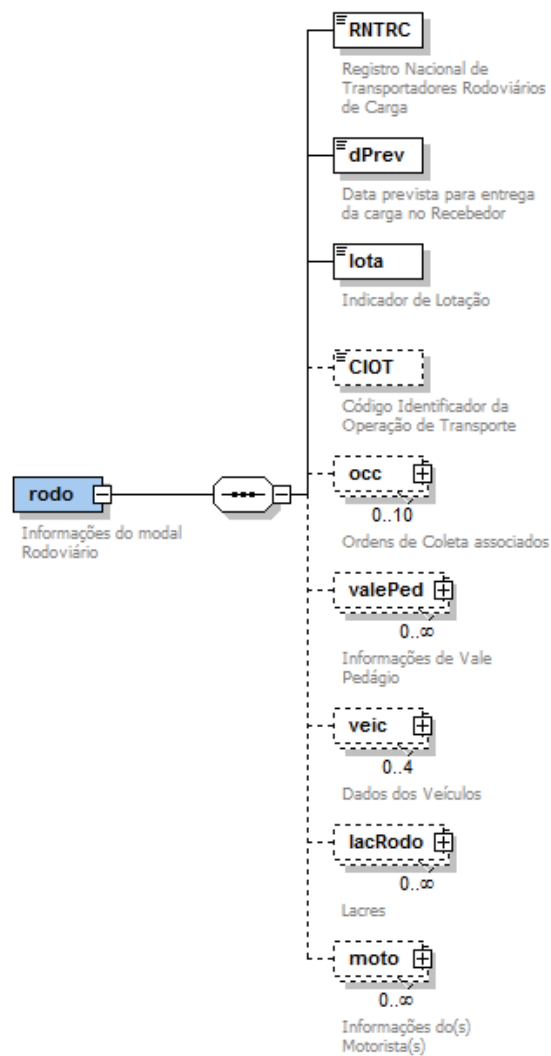 RNTRC
Registro Nacional de
Transportadores Rodoviários
de Carga
dPrev
Data prevista para entrega
da carga no Recebedor
lota
Indicador de Lotação
CIOT
Código Identificador da
Operação de Transporte
rodo
Informações do modal
Rodoviário
occ
0..10
Ordens de Coleta associados
valePed
0..∞
Informações de Vale
Pedágio
veic
0..4
Dados dos Veículos
lacRodo
0..∞
Lacres
moto
0..∞
Informações do(s)
Motorista(s)